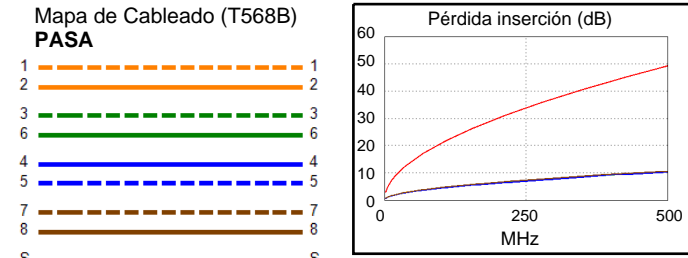 Mapa de Cableado (T568B)
PASA
1 1
2 2
3 3
6 6
4 4
5 5
7 7
8 8
S S
Pérdida inserción (dB)
60
50
40
30
20
10
0
0 250 500
MHz